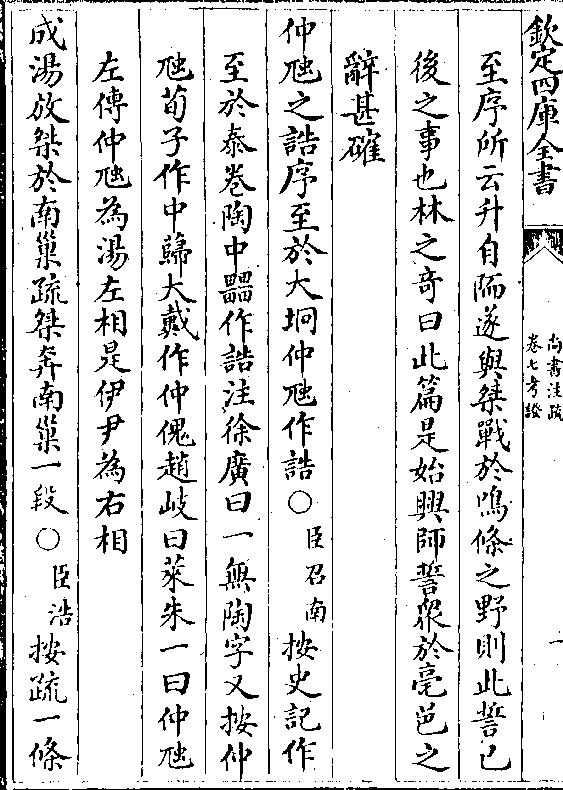 欽定四庫全書
尚書注疏卷七考證
一
至序所云升自陑遂與桀戰於鳴條之野則此誓已
後之事也林之奇曰此篇是始興師誓衆於亳邑之
辭甚確
仲虺之誥序至於大坰仲虺作誥○臣召南按史記作
至於泰卷陶中𤳹作誥注徐廣曰一無陶字又按仲
虺荀子作中蘬大戴作仲傀趙岐曰萊朱一曰仲虺
左傳仲虺為湯左相是伊尹為右相
成湯放桀於南巢疏桀奔南巢一段○臣浩按疏一條